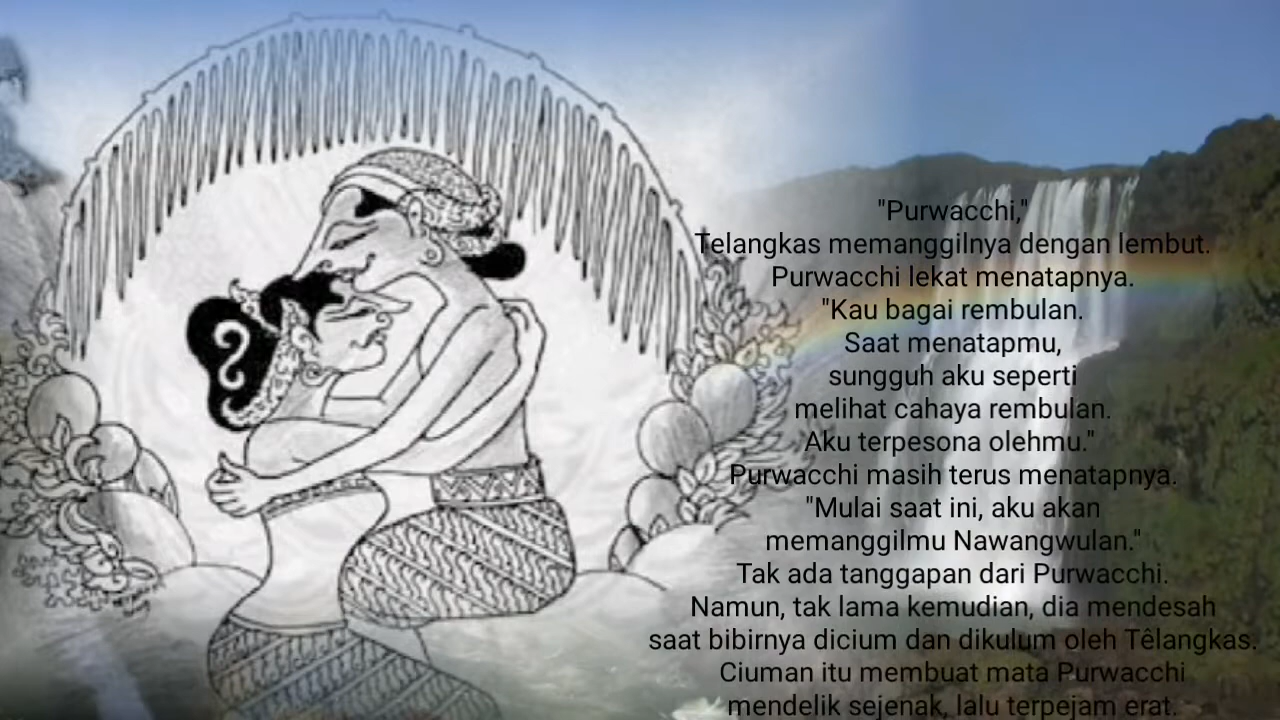 "Purwacchi,"
Telangkas memanggilnya dengan lembut.
Purwacchi lekat menatapnya.
"Kau bagai rembulan.
Saat menatapmu,
sungguh aku seperti
melihat cahaya rembulan.
Aku terpesona olehmu."
Purwacchi masih terus menatapnya.
"Mulai saat ini, aku akan
memanggilmu Nawangwulan."
Tak ada tanggapan dari Purwacchi.
Namun, tak lama kemudian, dia mendesah
saat bibirnya dicium dan dikulum oleh Têlangkas.
Ciuman itu membuat mata Purwacchi
mendelik sejenak, lalu terpejam erat.